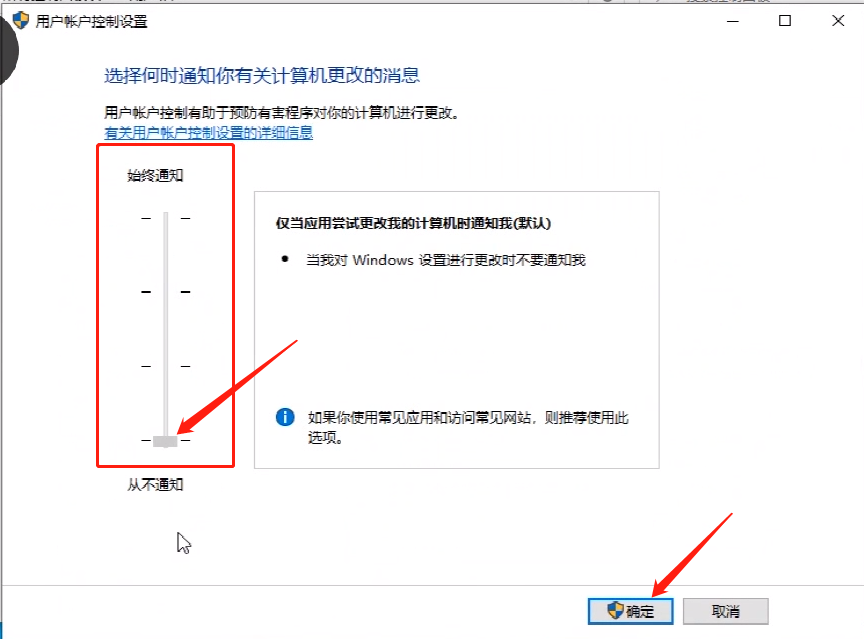 用户帐户控制设置
选择何时通知你有关计算机更改的消息
用户帐户控制有助于预防有害程序对你的计算机进行更改。
有关用户帐户控制设置的详细信息
始终通知
仅当应用尝试更改我的计算机时通知我(默认)
当我对 Windows 设置进行更改时不要通知我
如果你使用常见应用和访问常见网站，则推荐使用此
选项。
从不通知
确定
取消